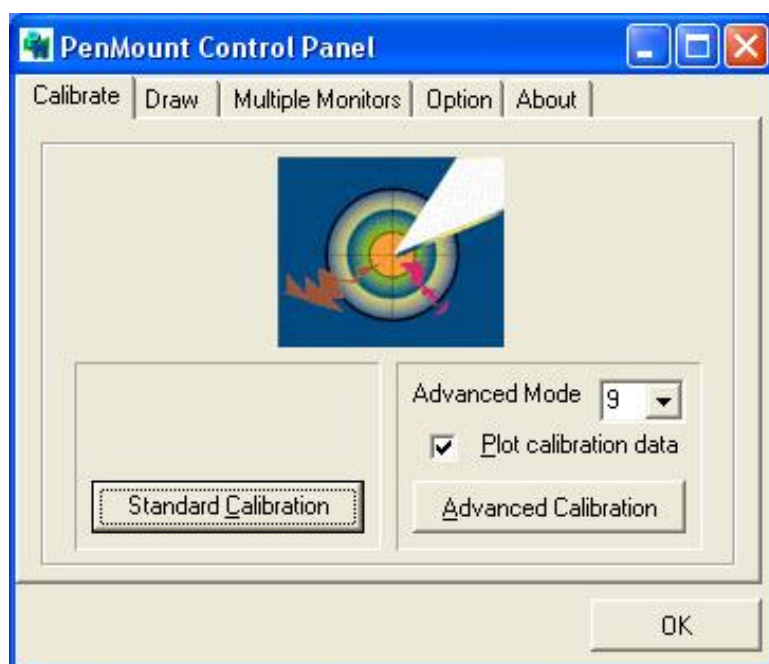 PenMount Control Panel
Calibrate Draw Multiple Monitors Option About
Advanced Mode 9
Plot calibration data
Standard Calibration Advanced Calibration
OK